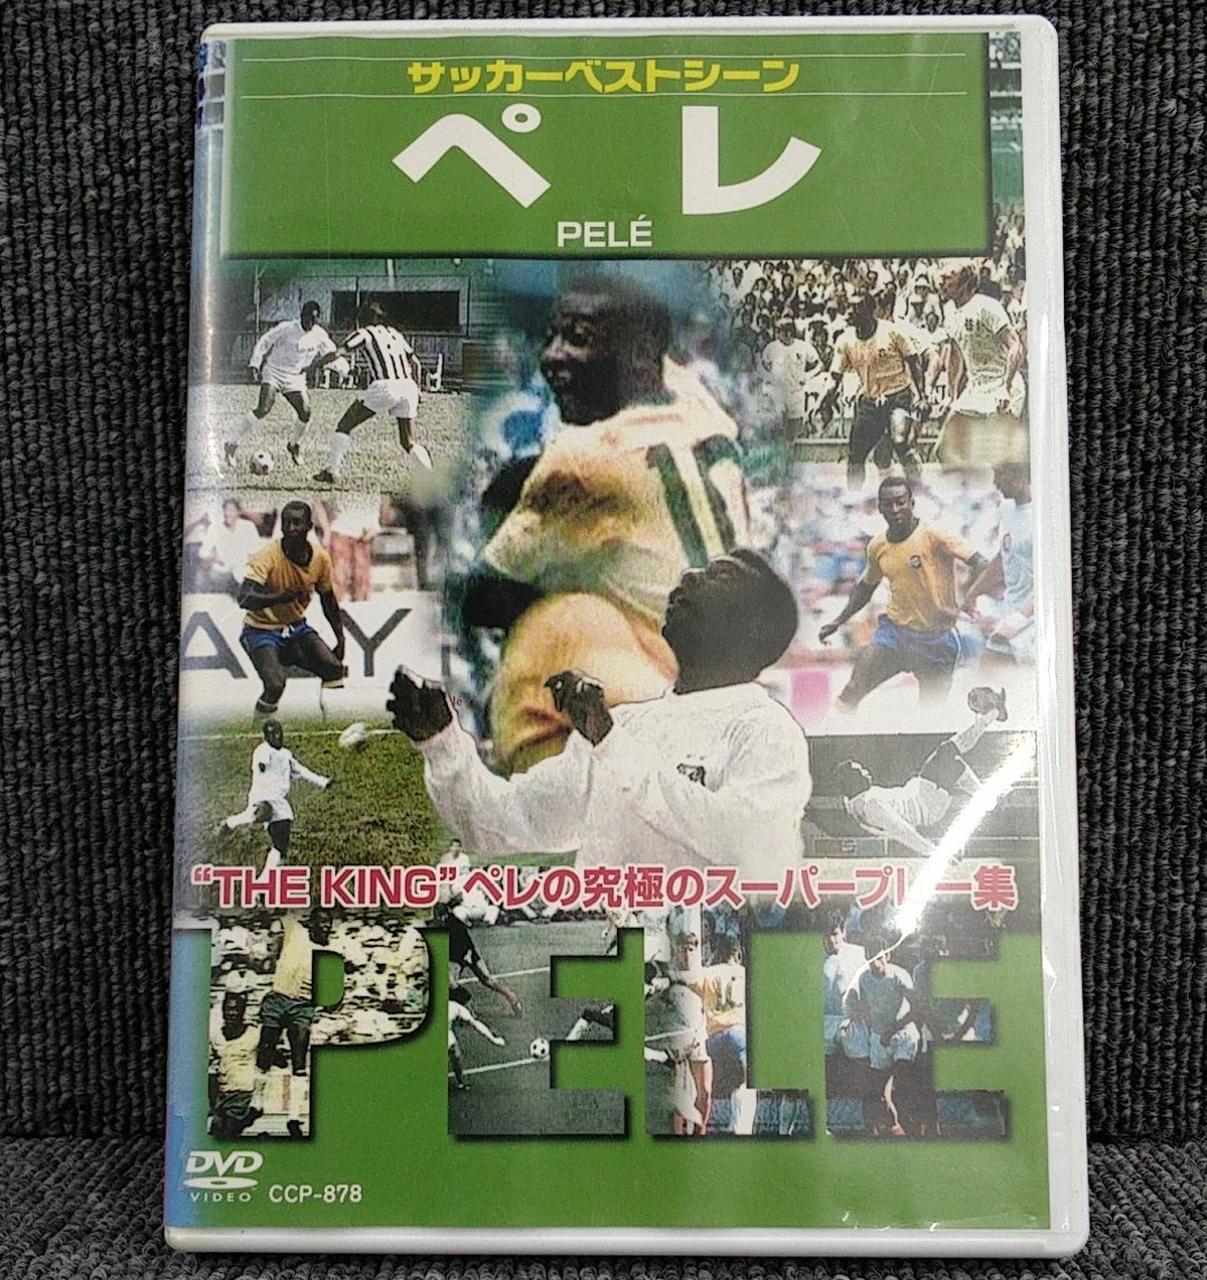 サッカーベストシーン
ペレ
PELÉ
"THE KING"ペレの究極のスーパープレー集
PELE
DVD
VIDEO CCP-878